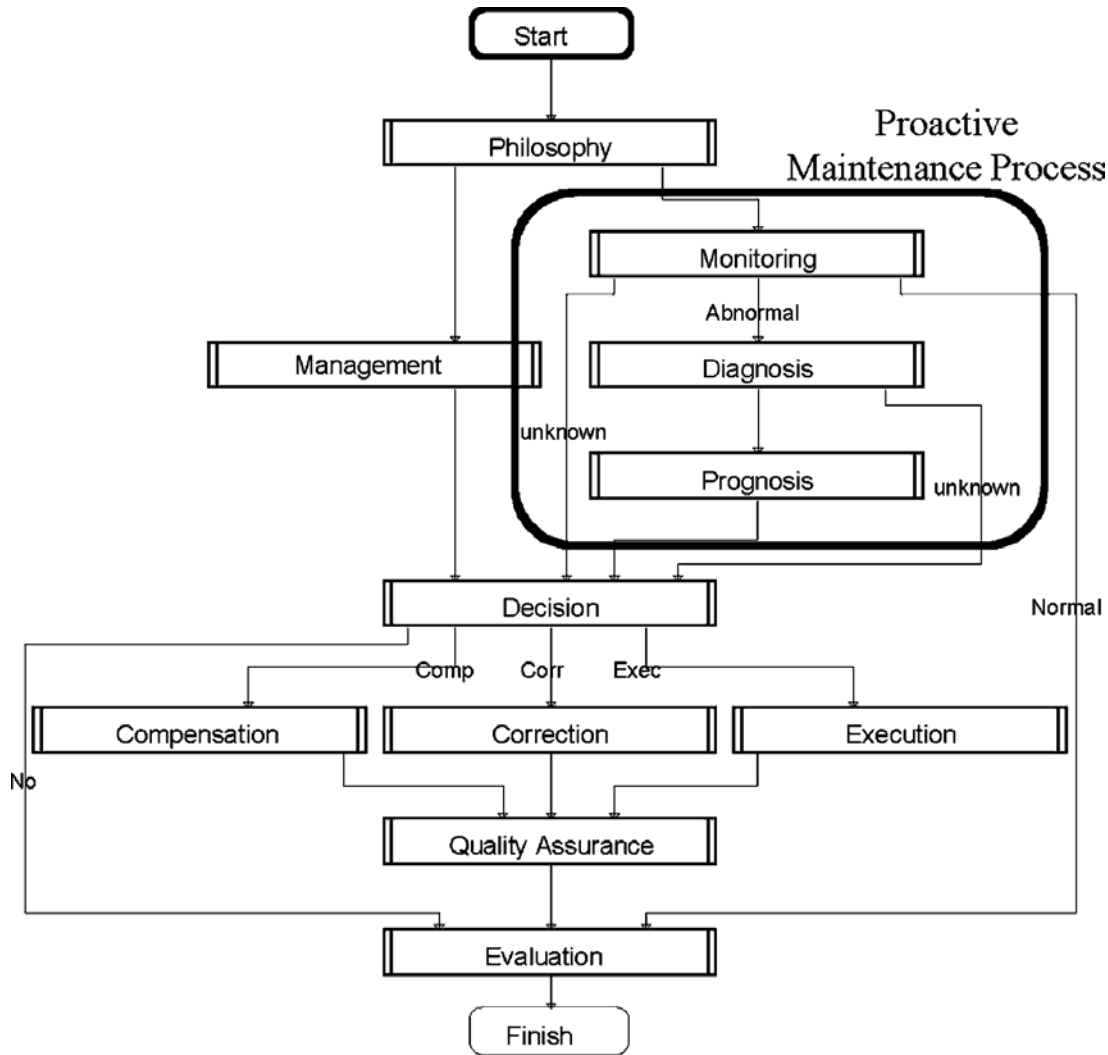 Start
Philosophy
Proactive
Maintenance Process
Monitoring
Abnormal
Management
Diagnosis
unknown
Prognosis
unknown
Decision
Normal
Comp
Corr
Exec
Compensation
Correction
Execution
No
Quality Assurance
Evaluation
Finish